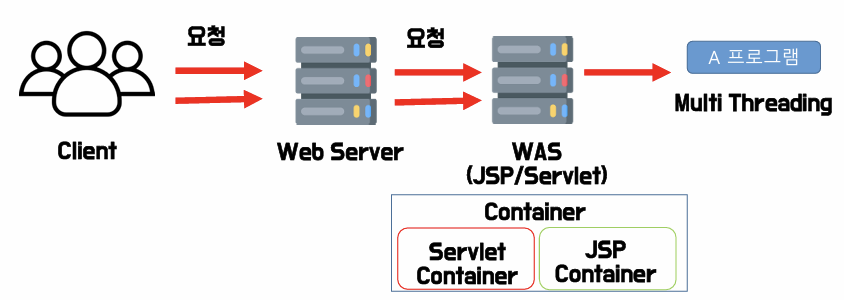 요청
요청
A 프로그램
Multi Threading
Client
Web Server
WAS
(JSP/Servlet)
Container
Servlet
Container
JSP
Container